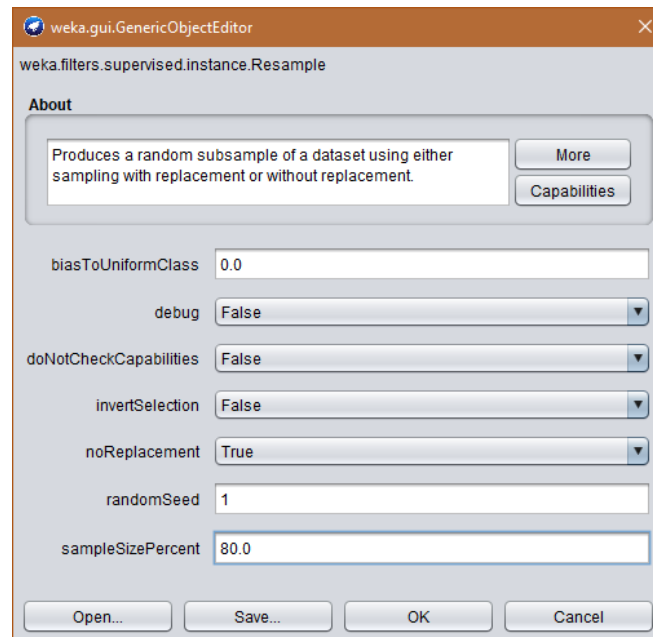 weka.gui.GenericObjectEditor
weka.filters.supervised.instance.Resample
About
Produces a random subsample of a dataset using either
sampling with replacement or without replacement.
More
Capabilities
biasToUniformClass 0.0
debug False
doNotCheckCapabilities False
invertSelection False
noReplacement True
randomSeed 1
sampleSizePercent 80.0
Open... Save... OK Cancel